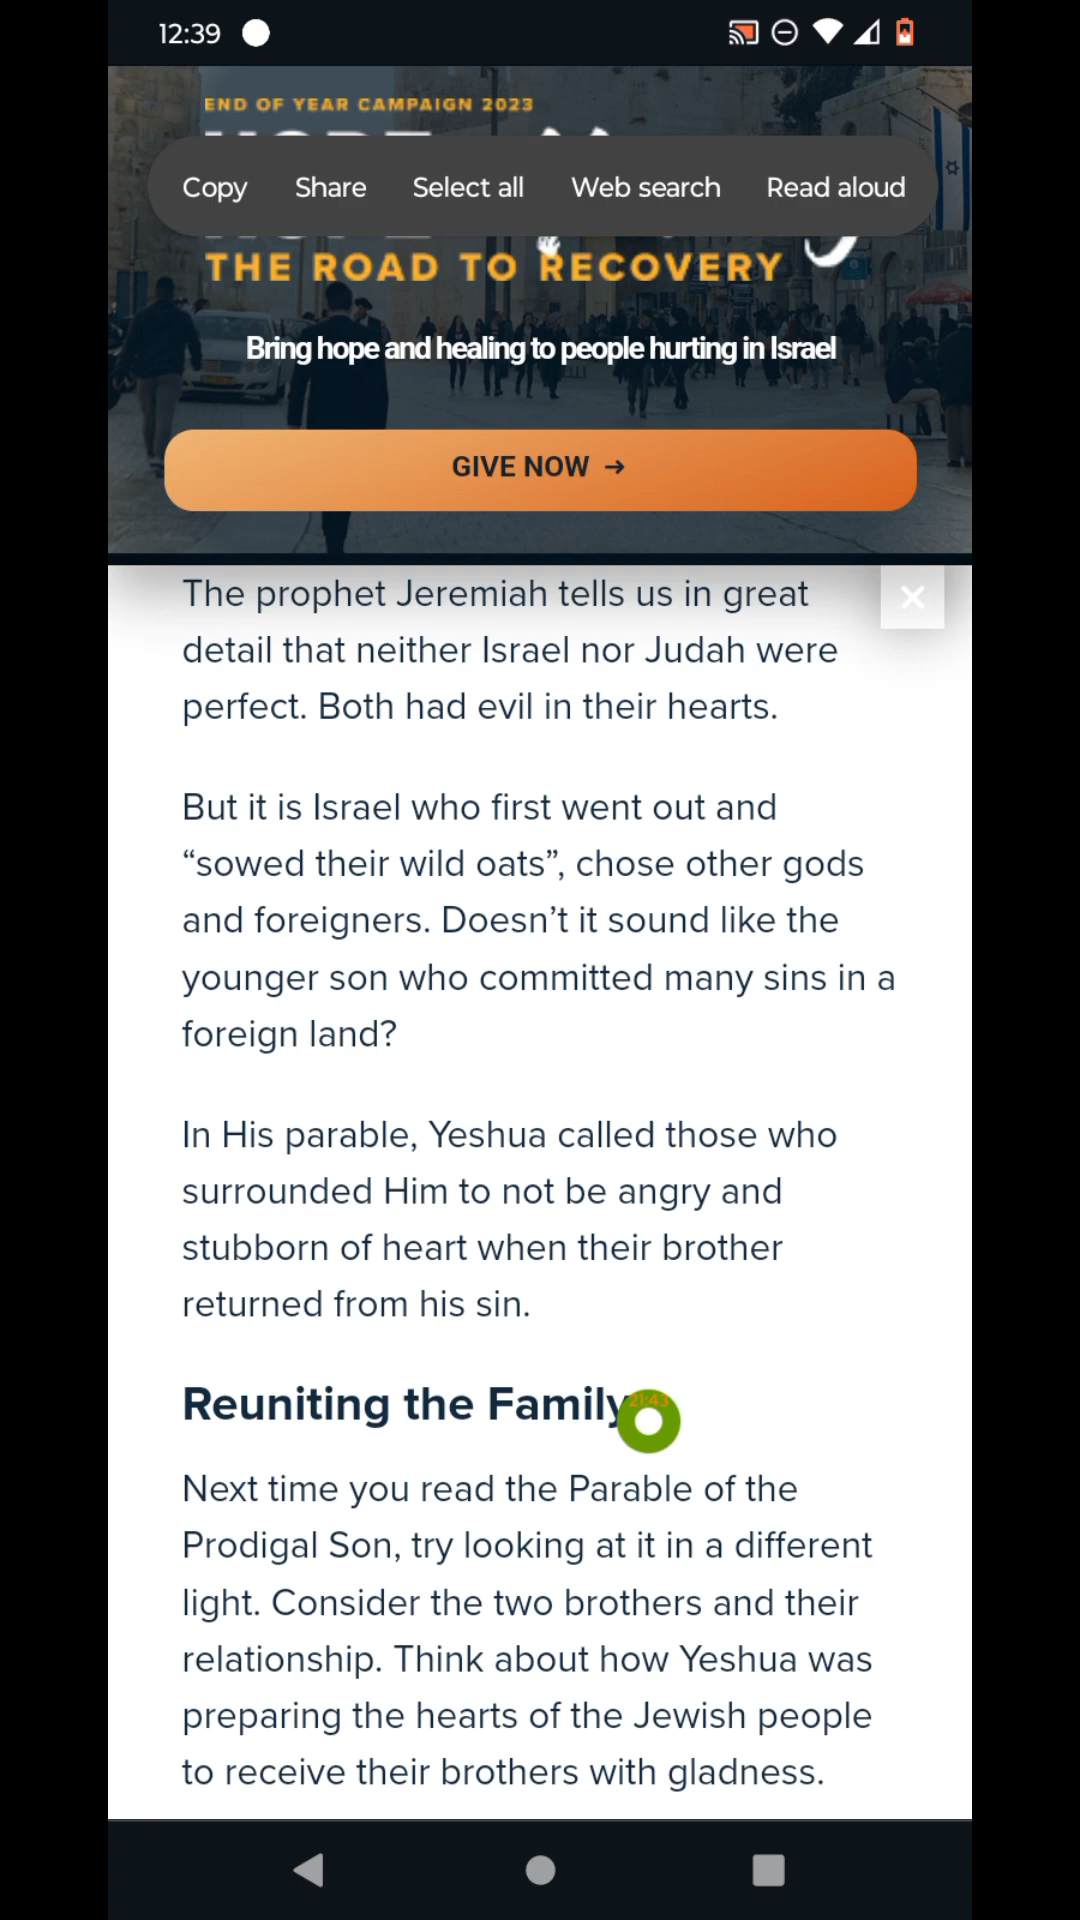 12:39
END OF YEAR CAMPAIGN 2023
Copy Share Select all Web search Read aloud
THE ROAD TO RECOVERY
Bring hope and healing to people hurting in Israel
GIVE NOW →
The prophet Jeremiah tells us in great
detail that neither Israel nor Judah were
perfect. Both had evil in their hearts.
But it is Israel who first went out and
“sowed their wild oats”, chose other gods
and foreigners. Doesn’t it sound like the
younger son who committed many sins in a
foreign land?
In His parable, Yeshua called those who
surrounded Him to not be angry and
stubborn of heart when their brother
returned from his sin.
Reuniting the Family
21:43
Next time you read the Parable of the
Prodigal Son, try looking at it in a different
light. Consider the two brothers and their
relationship. Think about how Yeshua was
preparing the hearts of the Jewish people
to receive their brothers with gladness.